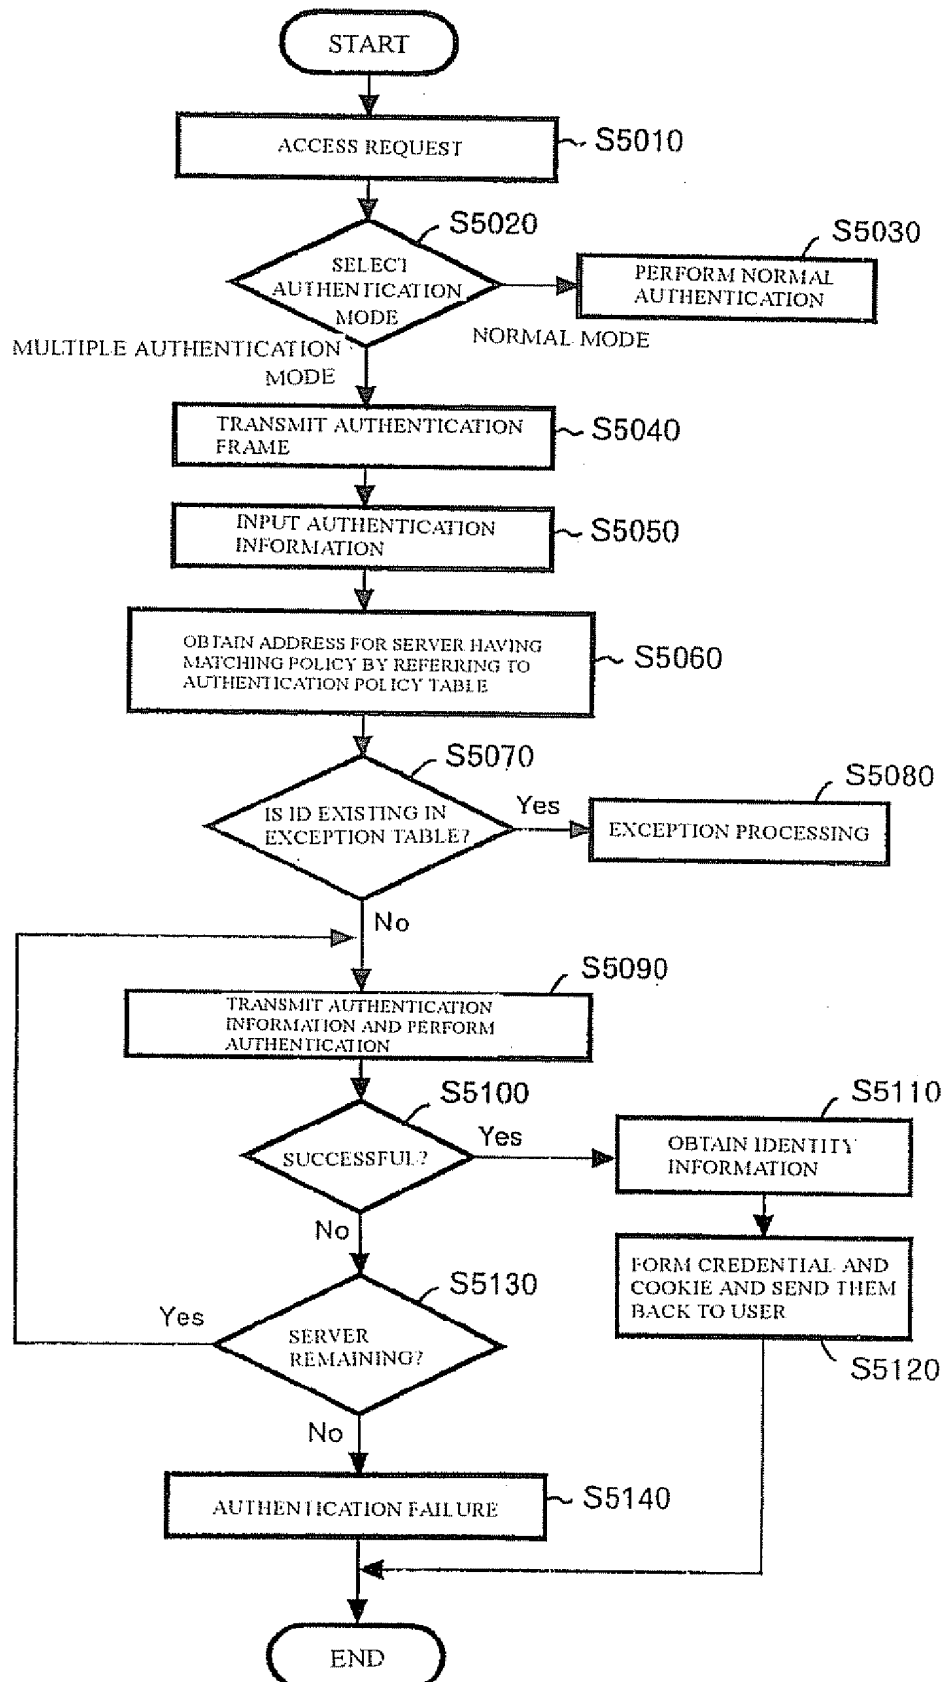 START
ACCESS REQUEST
S5010
S5020
SELECT
AUTHENTICATION
MODE
S5030
PERFORM NORMAL
AUTHENTICATION
NORMAL MODE
MULTIPLE AUTHENTICATION
MODE
TRANSMIT AUTHENTICATION
FRAME
S5040
INPUT AUTHENTICATION
INFORMATION
S5050
OBTAIN ADDRESS FOR SERVER HAVING
MATCHING POLICY BY REFERRING TO
AUTHENTICATION POLICY TABLE
S5060
S5070
IS ID EXISTING IN
EXCEPTION TABLE?
Yes
S5080
EXCEPTION PROCESSING
No
S5090
TRANSMIT AUTHENTICATION
INFORMATION AND PERFORM
AUTHENTICATION
S5100
SUCCESSFUL?
Yes
S5110
OBTAIN IDENTITY
INFORMATION
No
FORM CREDENTIAL AND
COOKIE AND SEND THEM
BACK TO USER
S5120
S5130
SERVER
REMAINING?
Yes
No
AUTHENTICATION FAILURE
S5140
END